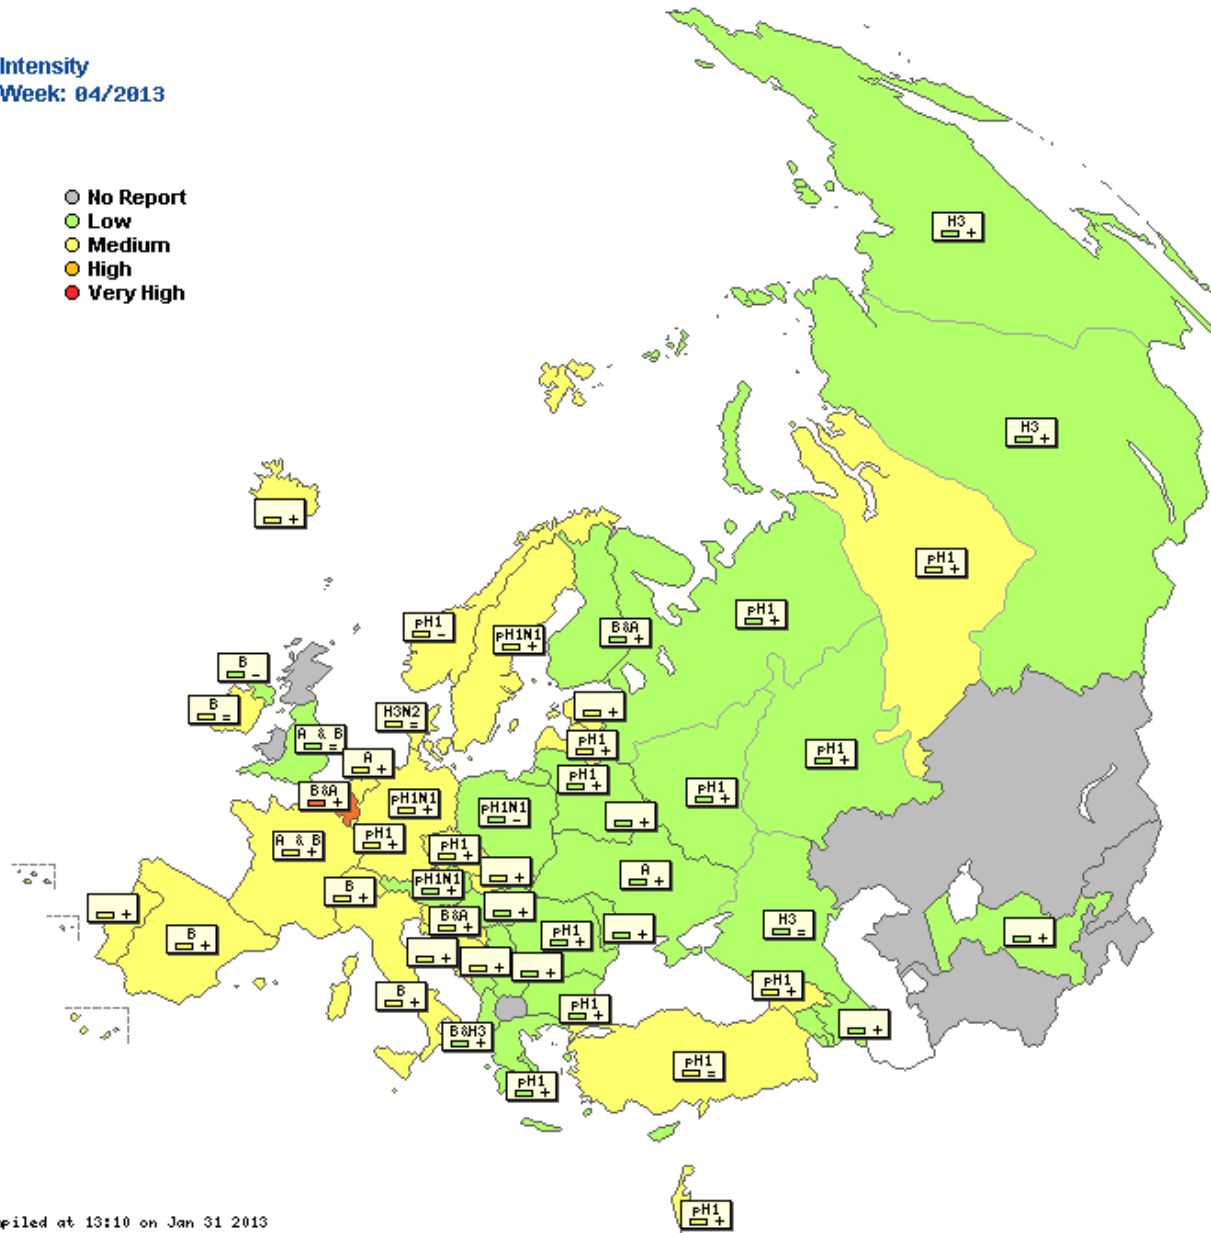 Intensity
Week: 04/2013
No Report
Low
Medium
High
Very High
H3
+
H3
+
+
pH1
+
pH1
+
pH1
-
pH1N1
+
B&A
+
B
-
B
=
H3N2
=
+
A & B
=
pH1
+
A
+
pH1
+
pH1
+
B&A
+
pH1N1
+
pH1
+
pH1N1
-
+
A & B
+
pH1
+
pH1
+
+
A
+
B
+
pH1N1
+
+
+
B&A
+
H3
=
+
B
+
pH1
+
+
+
+
+
pH1
+
B
+
pH1
+
+
B&H3
+
pH1
=
pH1
+
pH1
+
piled at 13:10 on Jan 31 2013